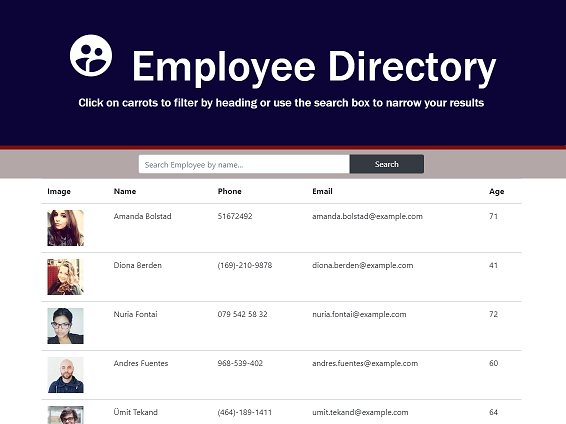 Employee Directory
Click on carrots to filter by heading or use the search box to narrow your results
Search Employee by name... Search
Image Name Phone Email Age
Amanda Bolstad 51672492 amanda.bolstad@example.com 71
Diona Berden (169)-210-9878 diona.berden@example.com 41
Nuria Fontai 079 542 58 32 nuria.fontai@example.com 72
Andres Fuentes 968-539-402 andres.fuentes@example.com 60
Ümit Tekand (464)-189-1411 umit.tekand@example.com 64